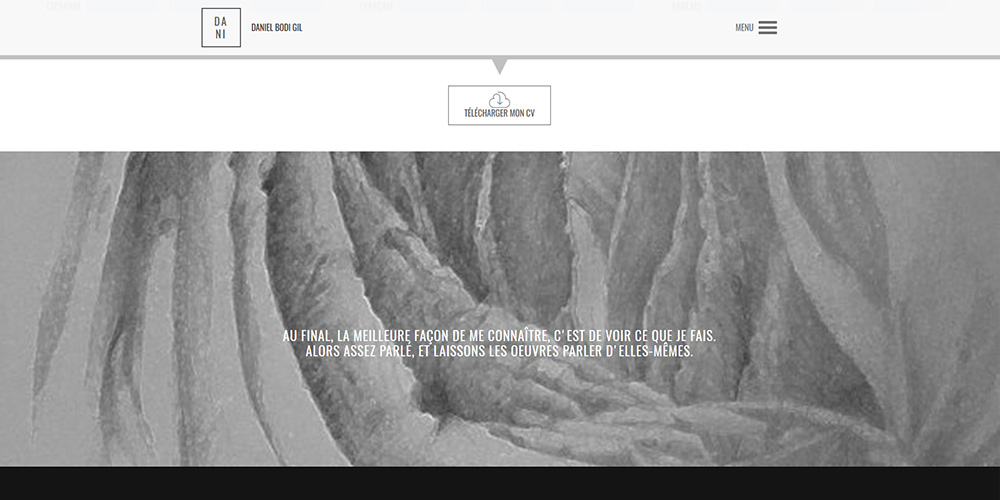 DA
NI
DANIEL BODI GIL
MENU
TÉLÉCHARGER MON CV
AU FINAL, LA MEILLEURE FAÇON DE ME CONNAÎTRE, C'EST DE VOIR CE QUE JE FAIS.
ALORS ASSEZ PARLÉ, ET LAISSONS LES OEUVRES PARLER D'ELLES-MÊMES.